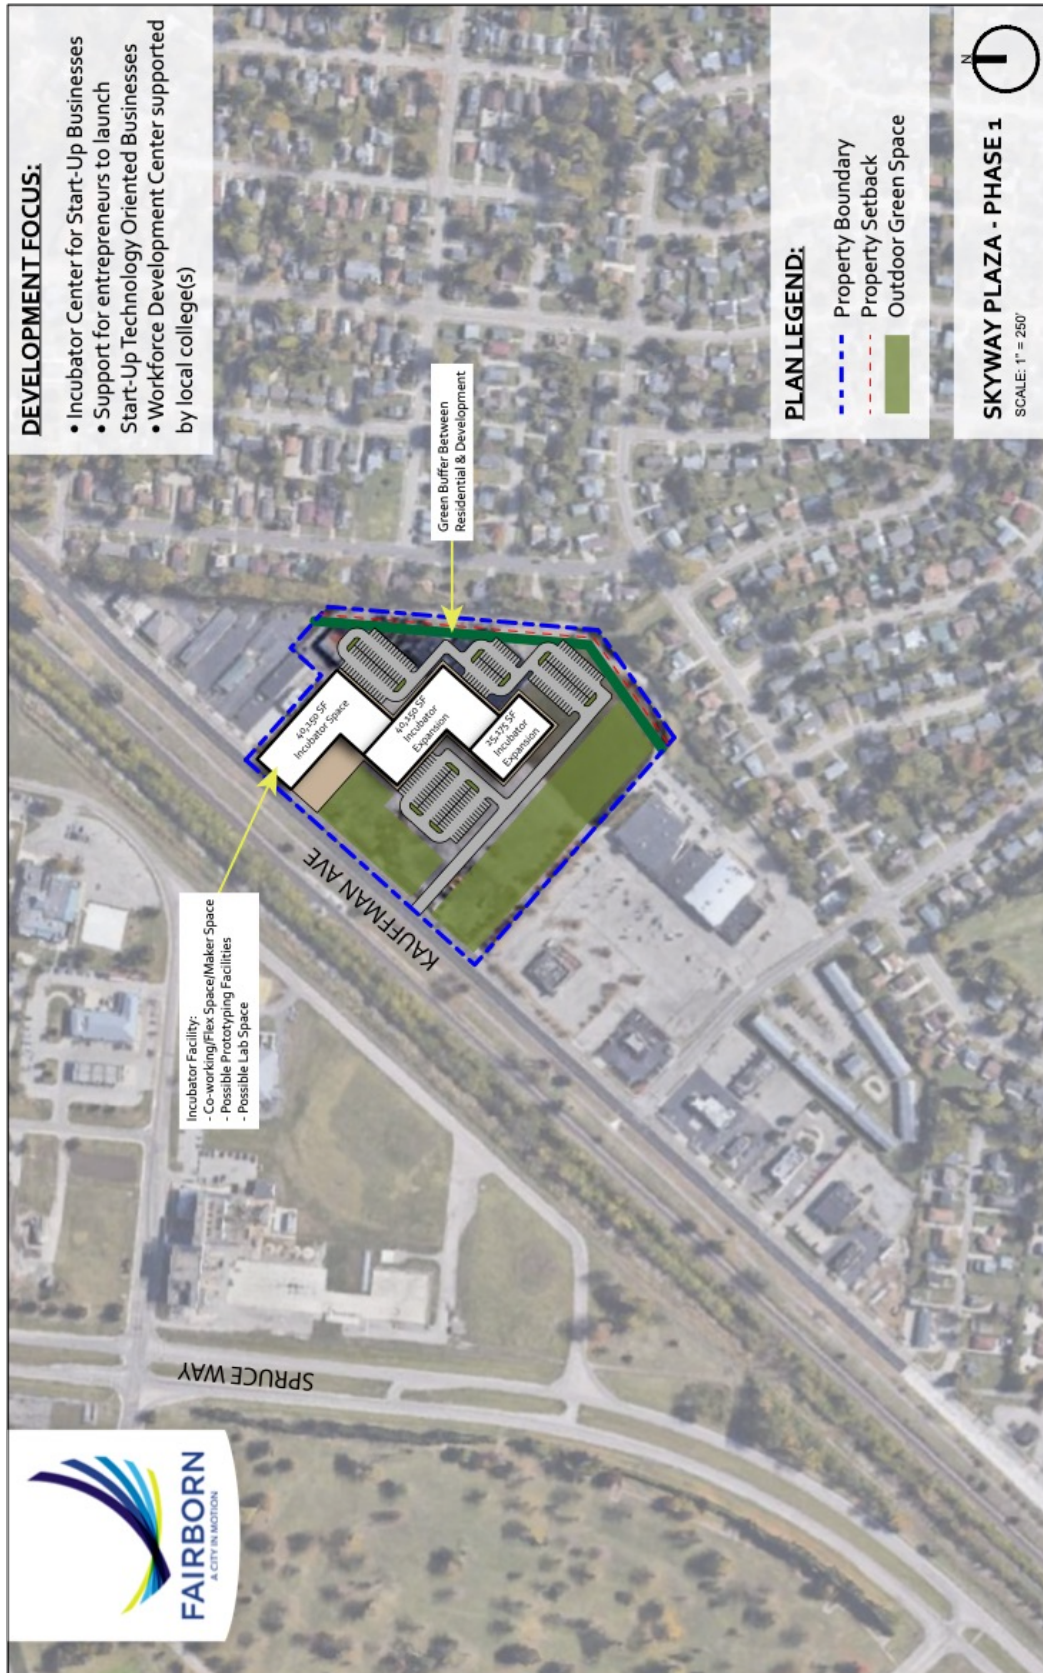 DEVELOPMENT FOCUS:
• Incubator Center for Start-Up Businesses
• Support for entrepreneurs to launch
Start-Up Technology Oriented Businesses
• Workforce Development Center supported
by local college(s)
Incubator Facility:
- Co-working/Flex Space/Maker Space
- Possible Prototyping Facilities
- Possible Lab Space
40,150 SF
Incubator Space
40,150 SF
Incubator
Expansion
25,175 SF
Incubator
Expansion
Green Buffer Between
Residential & Development
KAUFFMAN AVE
SPRUCE WAY
FAIRBORN
A CITY IN MOTION
PLAN LEGEND:
Property Boundary
Property Setback
Outdoor Green Space
SKYWAY PLAZA - PHASE 1
SCALE: 1" = 250'
N